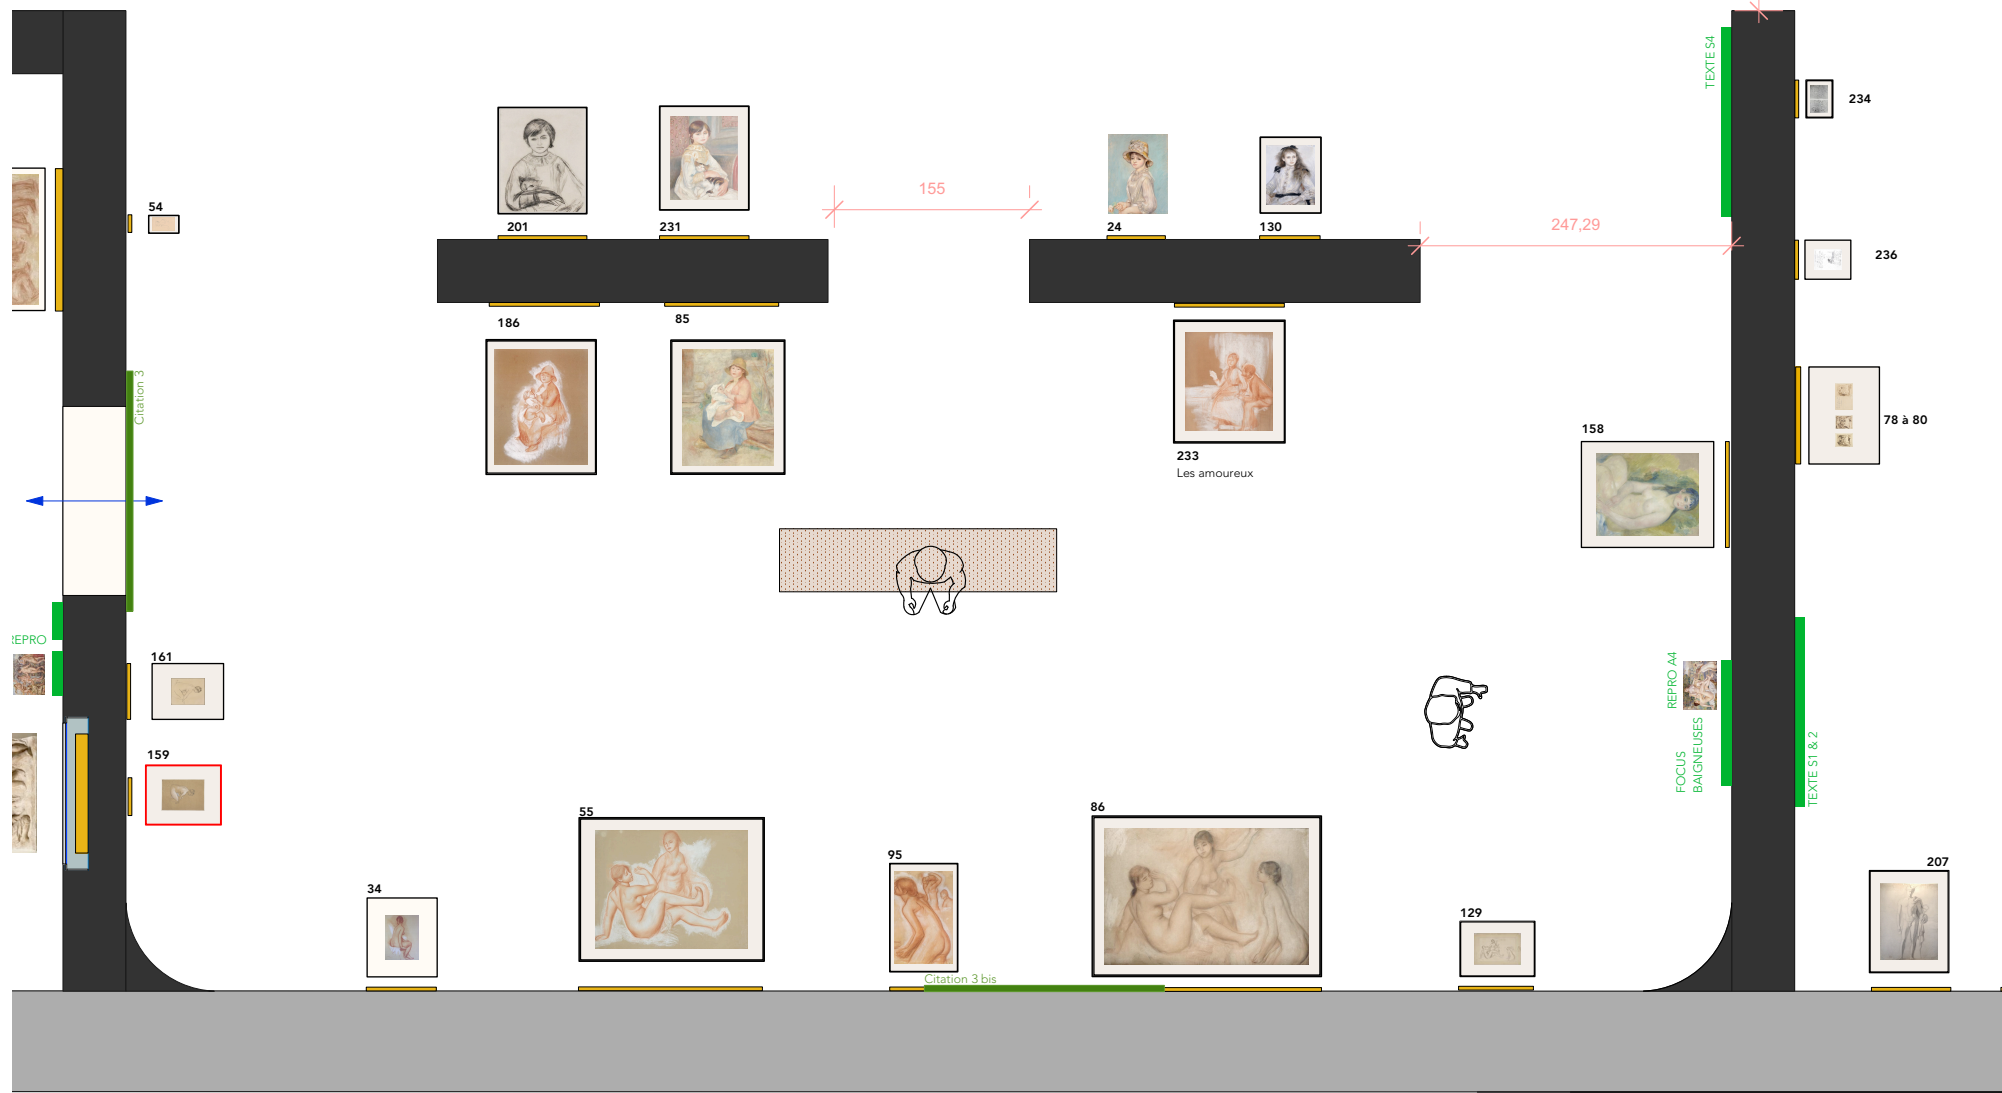 TEXTE S4
234
54
155
201
231
24
130
247,29
236
186
85
Citation 3
233
Les amoureux
158
78 à 80
REPRO
161
REPRO A4
FOCUS
BAIGNEUSES
TEXTE S1 & 2
159
55
86
95
34
129
207
Citation 3 bis